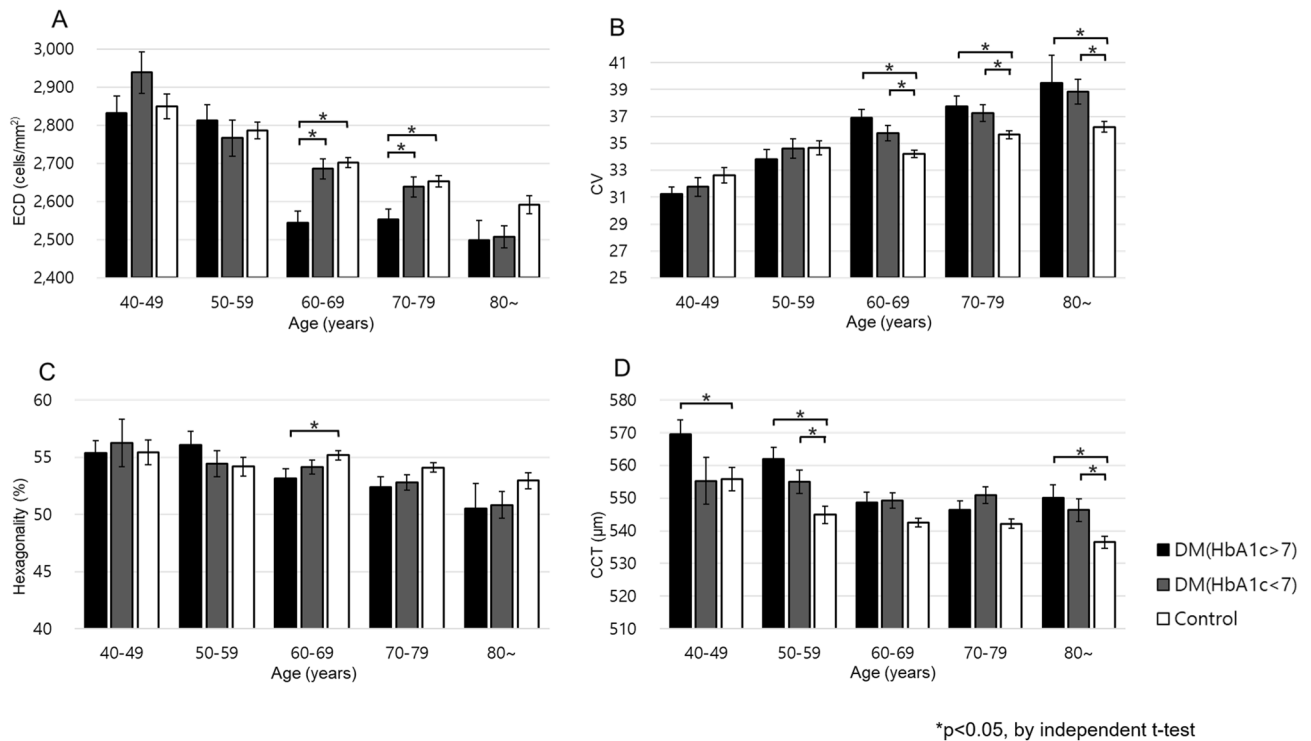 A
ECD (cells/mm²)
3,000
2,900
2,800
2,700
2,600
2,500
2,400
* * * *
40-49 50-59 60-69 70-79 80~
Age (years)
B
CV
41
39
37
35
33
31
29
27
25
* * * * * *
40-49 50-59 60-69 70-79 80~
Age (years)
C
Hexagonality (%)
60
55
50
45
40
*
40-49 50-59 60-69 70-79 80~
Age (years)
D
CCT (µm)
580
570
560
550
540
530
520
510
* * * * *
40-49 50-59 60-69 70-79 80~
Age (years)
DM(HbA1c>7)
DM(HbA1c<7)
Control
*p<0.05, by independent t-test